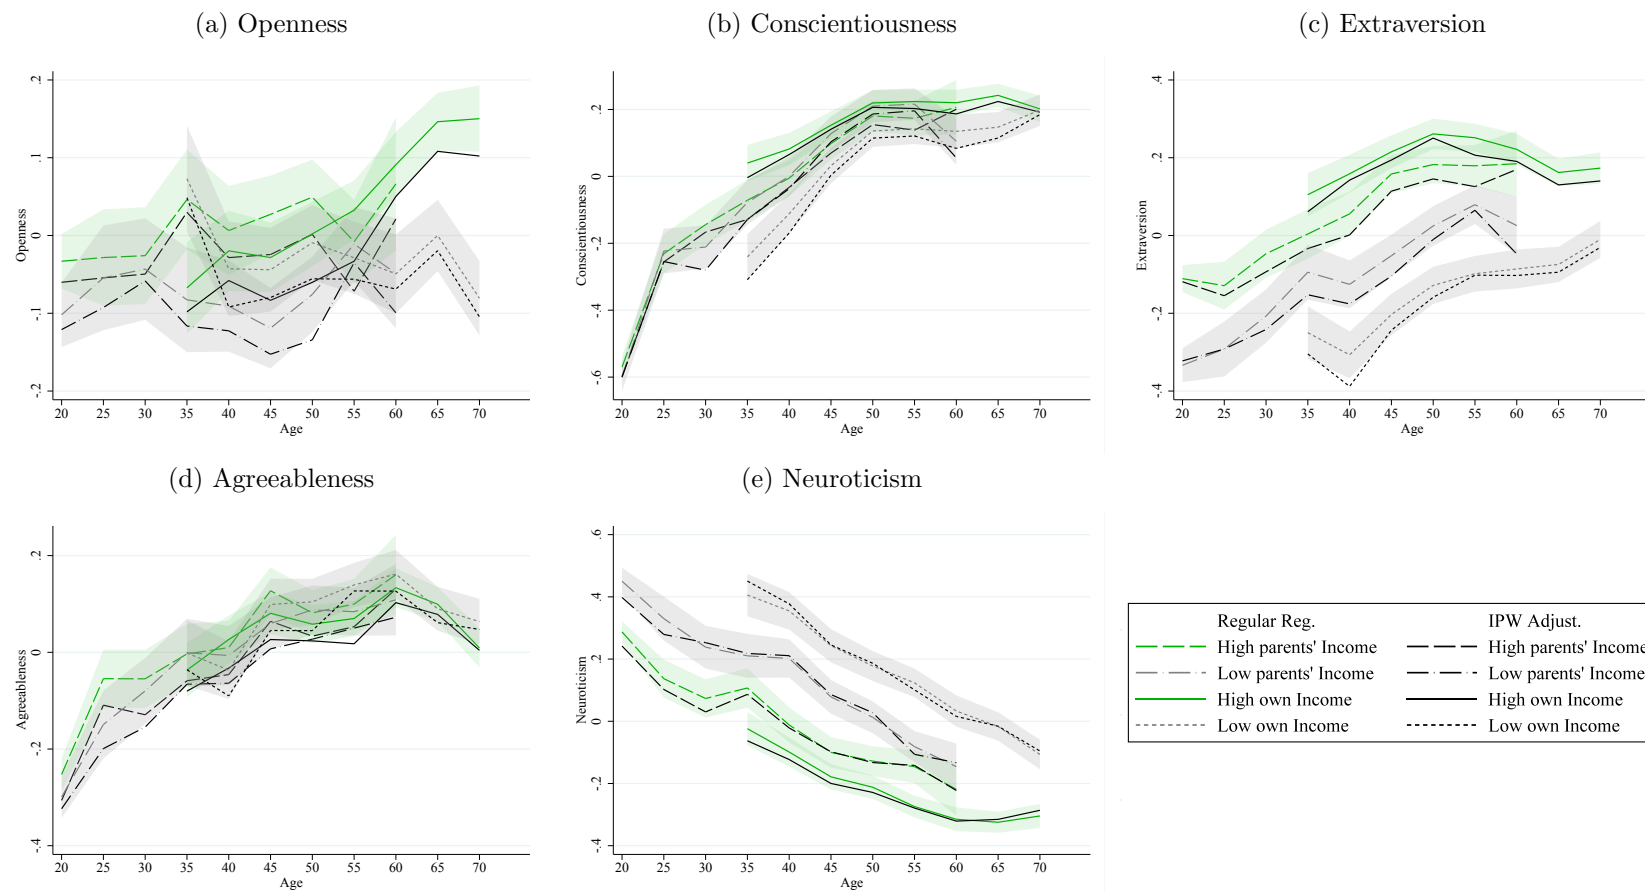 (a) Openness
.2
.1
0
-.1
-.2
Openness
20 25 30 35 40 45 50 55 60 65 70
Age
(b) Conscientiousness
.2
0
-.2
-.4
-.6
Conscientiousness
20 25 30 35 40 45 50 55 60 65 70
Age
(c) Extraversion
.4
.2
0
-.2
-.4
Extraversion
20 25 30 35 40 45 50 55 60 65 70
Age
(d) Agreeableness
.2
0
-.2
-.4
Agreeableness
20 25 30 35 40 45 50 55 60 65 70
Age
(e) Neuroticism
.6
.4
.2
0
-.2
-.4
Neuroticism
20 25 30 35 40 45 50 55 60 65 70
Age
Regular Reg. IPW Adjust.
High parents' Income High parents' Income
Low parents' Income Low parents' Income
High own Income High own Income
Low own Income Low own Income